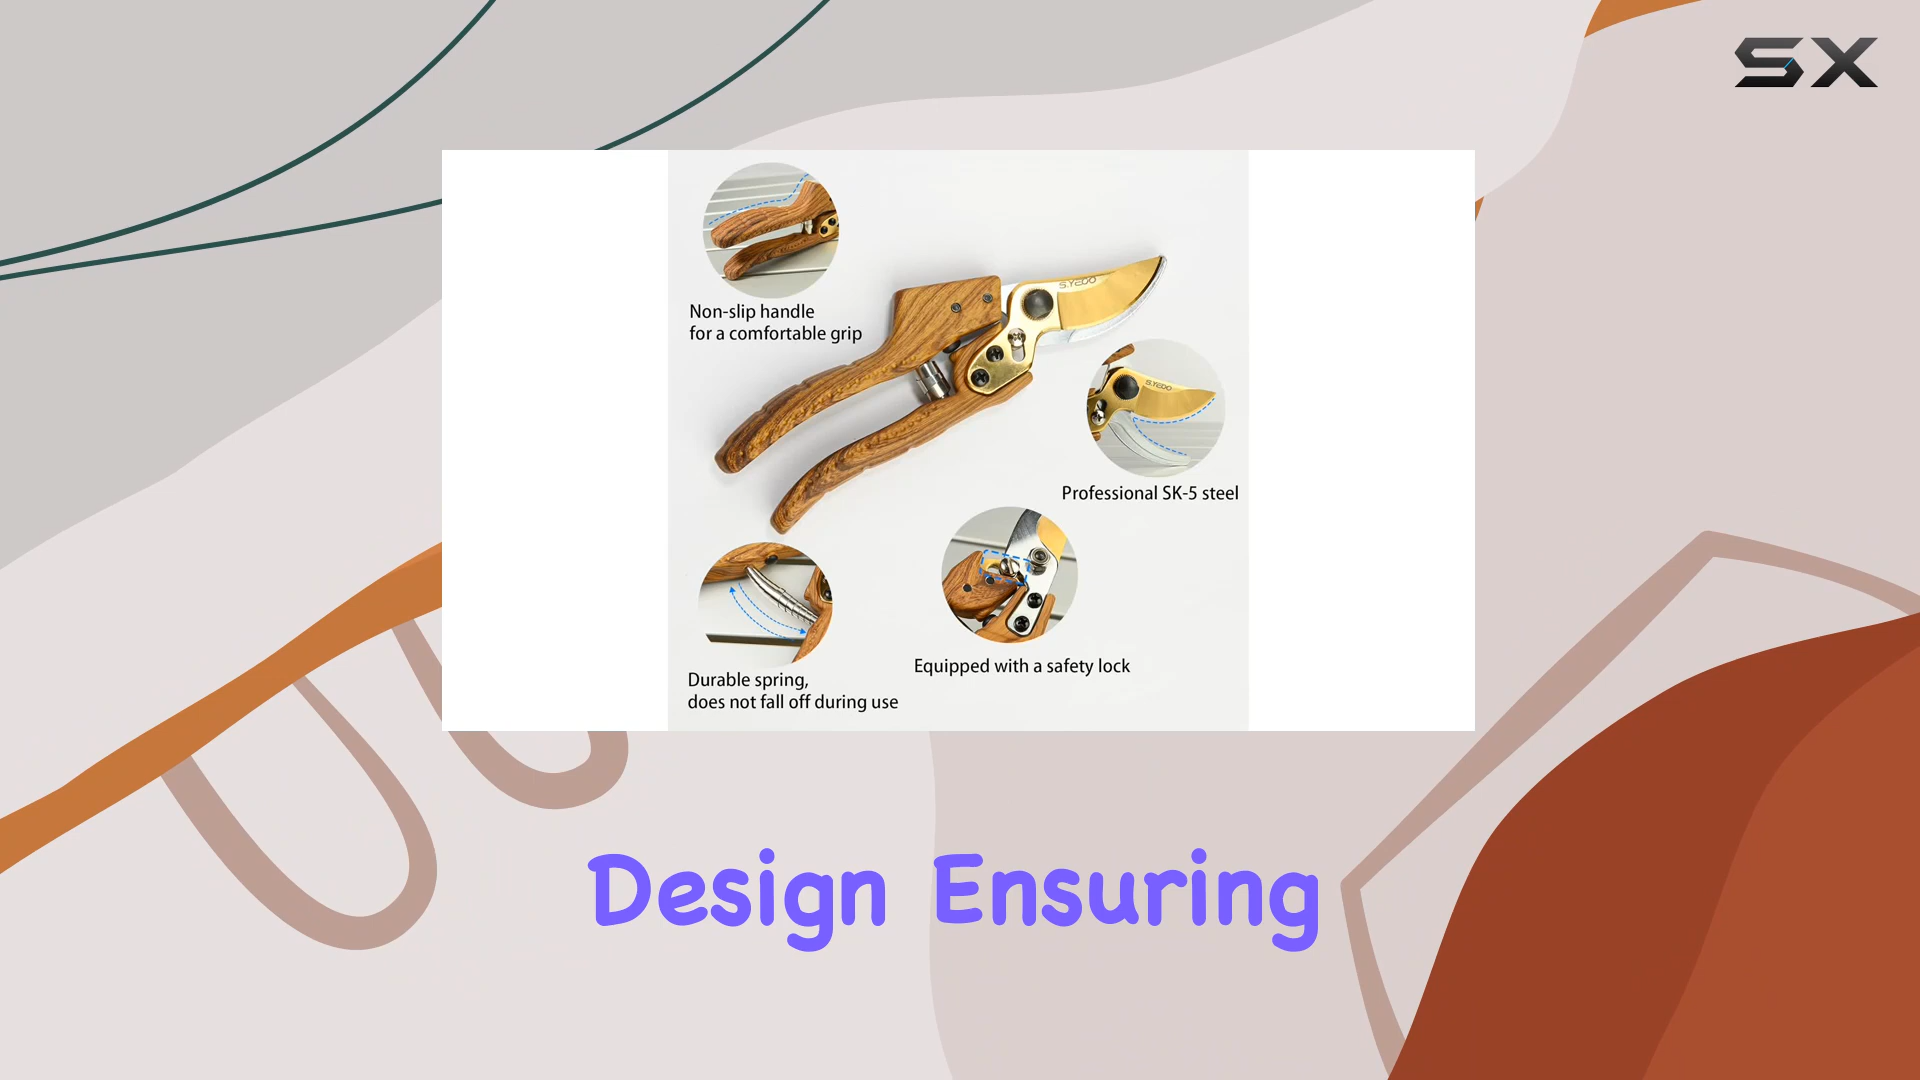 SX
Non-slip handle
for a comfortable grip
S.YEDO
S.YEDO
Professional SK-5 steel
Equipped with a safety lock
Durable spring,
does not fall off during use
Design Ensuring